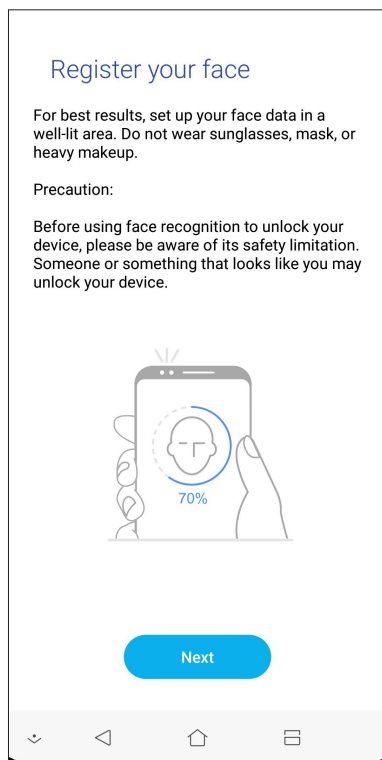 Register your face
For best results, set up your face data in a
well-lit area. Do not wear sunglasses, mask, or
heavy makeup.
Precaution:
Before using face recognition to unlock your
device, please be aware of its safety limitation.
Someone or something that looks like you may
unlock your device.
70%
Next